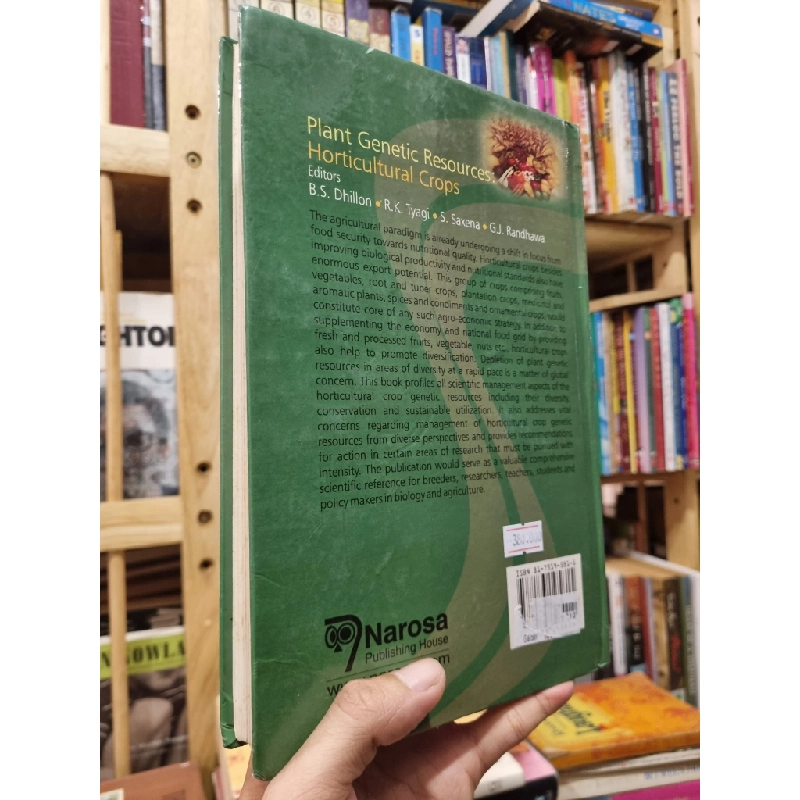 Plant Genetic Resources:
Horticultural Crops
Editors
B.S. Dhillon • R.K. Tyagi • S. Saxena • G.J. Randhawa
The agricultural paradigm is already undergoing a shift in focus from
food security towards nutritional quality. Horticultural crops besides
improving biological productivity and nutritional standards also have
enormous export potential. This group of crops comprising fruits,
vegetables, root and tuber crops, plantation crops, medicinal and
aromatic plants, spices and condiments and ornamental crops, would
constitute core of any such agro-economic strategy. In addition to
supplementing the economy and national food grid by providing
fresh and processed fruits, vegetable, nuts etc., horticultural crops
also help to promote diversification. Depletion of plant genetic
resources in areas of diversity at a rapid pace is a matter of global
concern. This book profiles all scientific management aspects of the
horticultural crop genetic resources including their diversity,
conservation and sustainable utilization. It also addresses vital
concerns regarding management of horticultural crop genetic
resources from diverse perspectives and provides recommendations
for action in certain areas of research that must be pursued with
intensity. The publication would serve as a valuable comprehensive
scientific reference for breeders, researchers, teachers, students and
policy makers in biology and agriculture.
Narosa
Publishing House